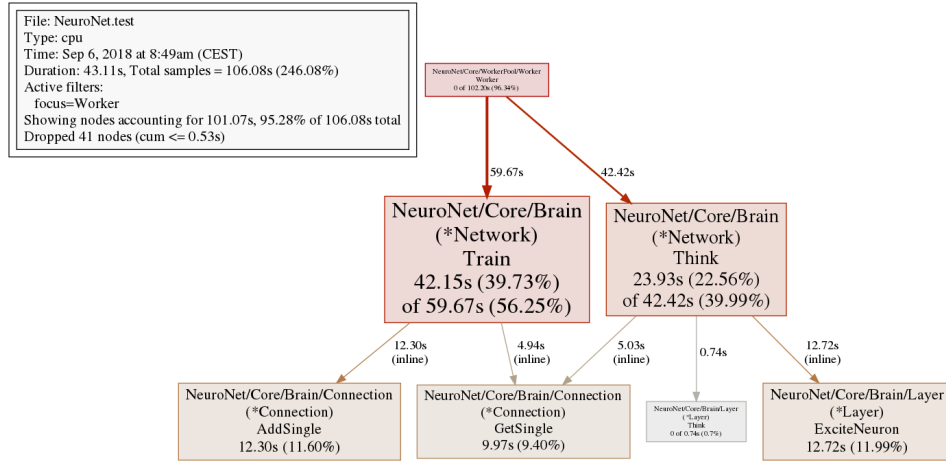 File: NeuroNet.test
Type: cpu
Time: Sep 6, 2018 at 8:49am (CEST)
Duration: 43.11s, Total samples = 106.08s (246.08%)
Active filters:
focus=Worker
Showing nodes accounting for 101.07s, 95.28% of 106.08s total
Dropped 41 nodes (cum <= 0.53s)
NeuroNet/Core/WorkerPool/Worker
Worker
0 of 102.20s (96.34%)
59.67s
42.42s
NeuroNet/Core/Brain
(*Network)
Train
42.15s (39.73%)
of 59.67s (56.25%)
NeuroNet/Core/Brain
(*Network)
Think
23.93s (22.56%)
of 42.42s (39.99%)
12.30s
(inline)
4.94s
(inline)
5.03s
(inline)
0.74s
12.72s
(inline)
NeuroNet/Core/Brain/Connection
(*Connection)
AddSingle
12.30s (11.60%)
NeuroNet/Core/Brain/Connection
(*Connection)
GetSingle
9.97s (9.40%)
NeuroNet/Core/Brain/Layer
(*Layer)
Think
0 of 0.74s (0.7%)
NeuroNet/Core/Brain/Layer
(*Layer)
ExciteNeuron
12.72s (11.99%)